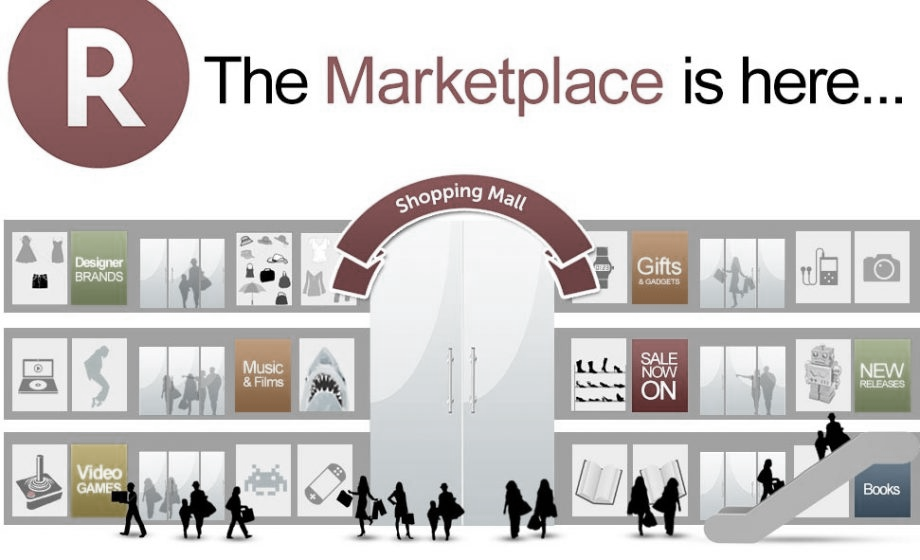 R
The Marketplace is here...
Shopping Mall
Designer
BRANDS
Gifts
& GADGETS
Music
& Films
SALE
NOW
ON
NEW
RELEASES
Video
GAMES
Books